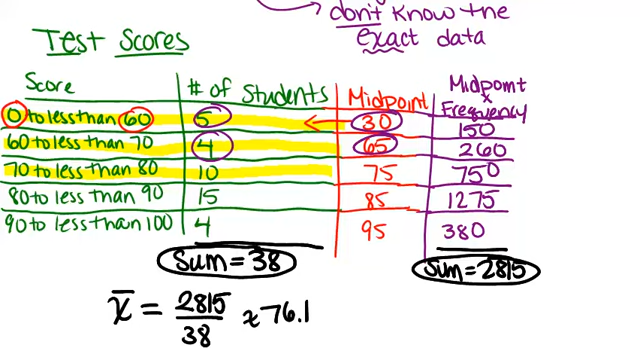 don't know the
exact data
Test Scores
Score # of Students Midpoint Midpoint x Frequency
0 to less than 60 5 30 150
60 to less than 70 4 65 260
70 to less than 80 10 75 750
80 to less than 90 15 85 1275
90 to less than 100 4 95 380
Sum = 38 Sum = 2815
x̄ = 2815/38 ≈ 76.1